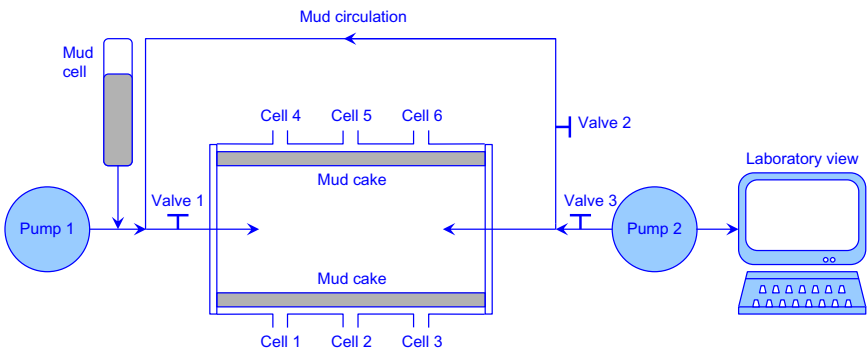 Mud circulation
Mud
cell
Cell 4
Cell 5
Cell 6
Valve 2
Laboratory view
Mud cake
Valve 1
Valve 3
Pump 1
Pump 2
Mud cake
Cell 1
Cell 2
Cell 3